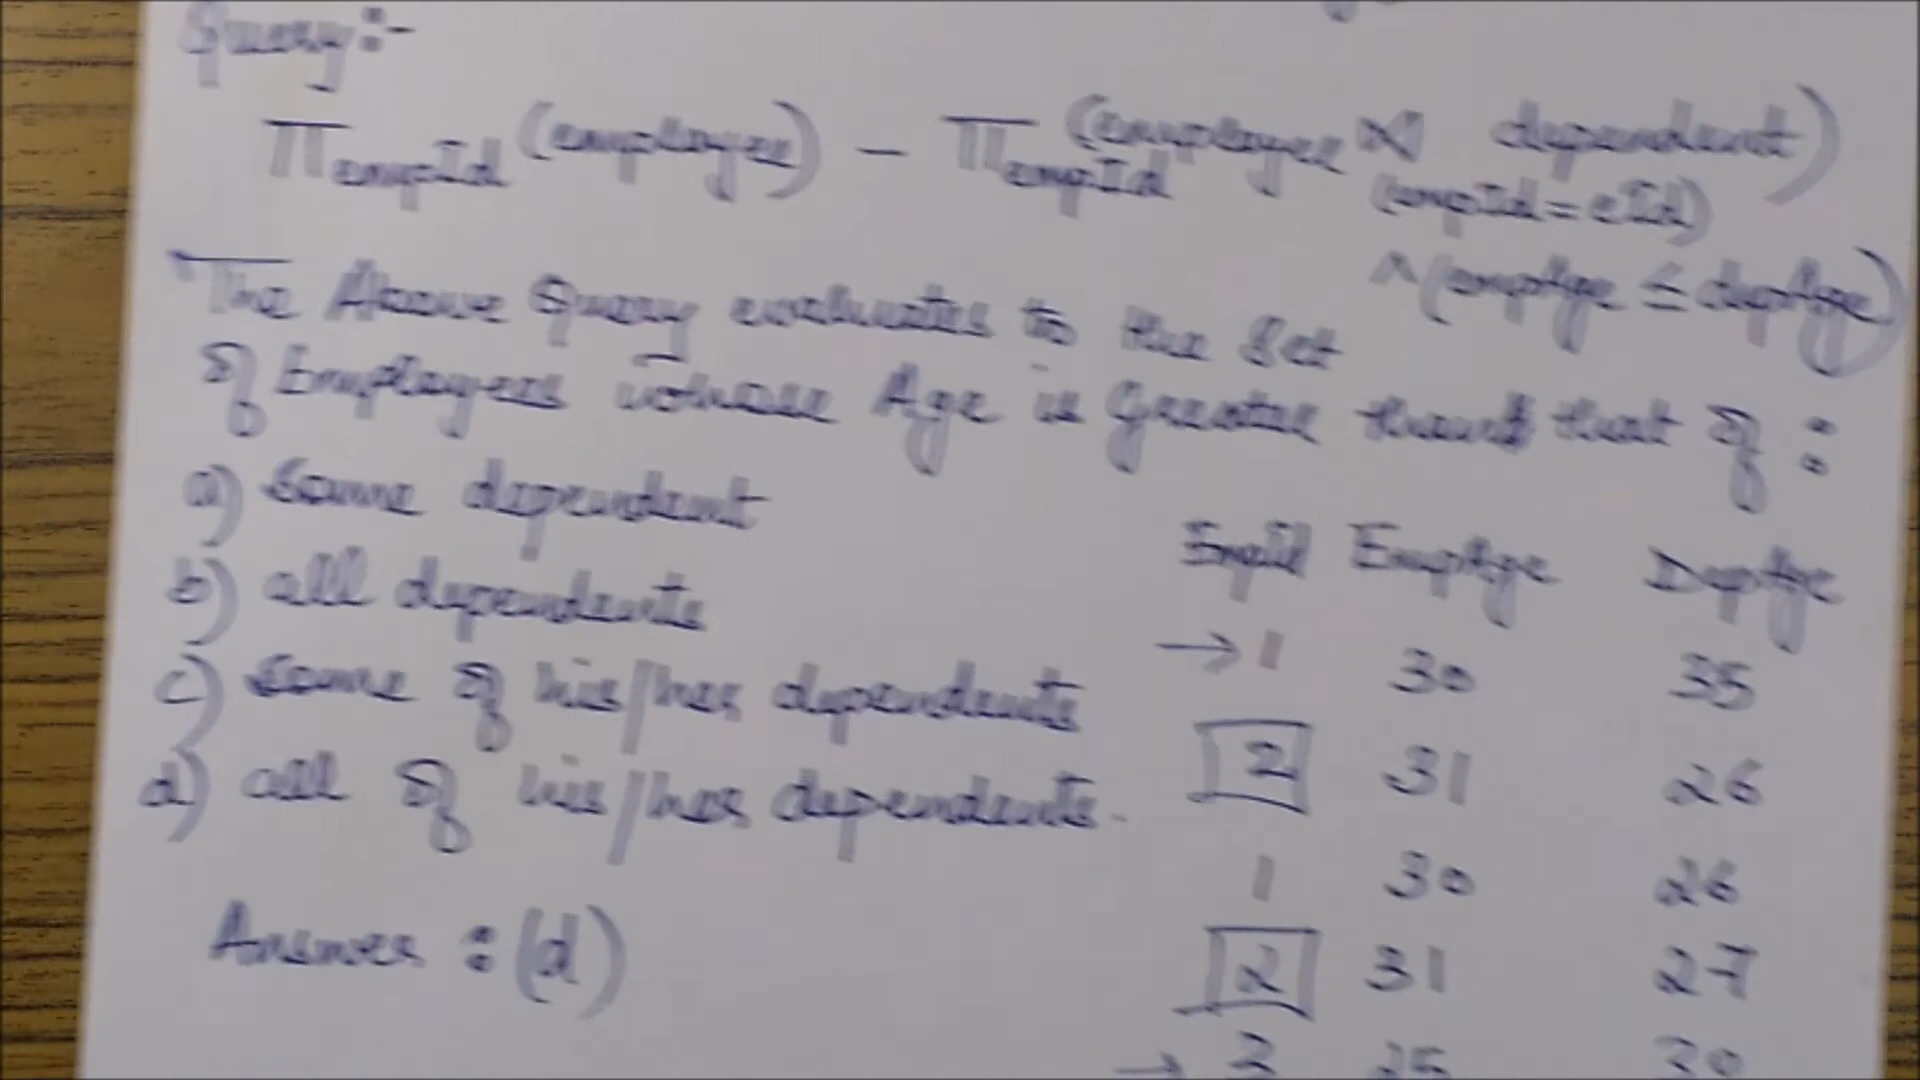 Query:-
π empId (employee) - π empId (employee ⋈ dependent)
(empId = eId)
^ (empAge ≤ depAge)
The Above Query evaluates to the Set
of Employees whose Age is Greater than that of :
a) some dependent
b) all dependents
c) some of his/her dependents
d) all of his/her dependents.
Answer : (d)
EmpId EmpAge DepAge
→ 1 30 35
2 31 26
1 30 26
2 31 27